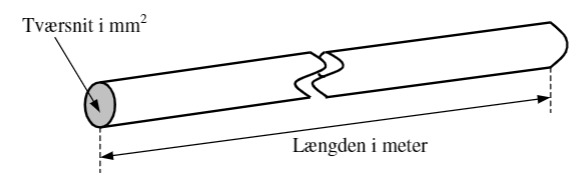 Tværsnit i mm²
Længden i meter